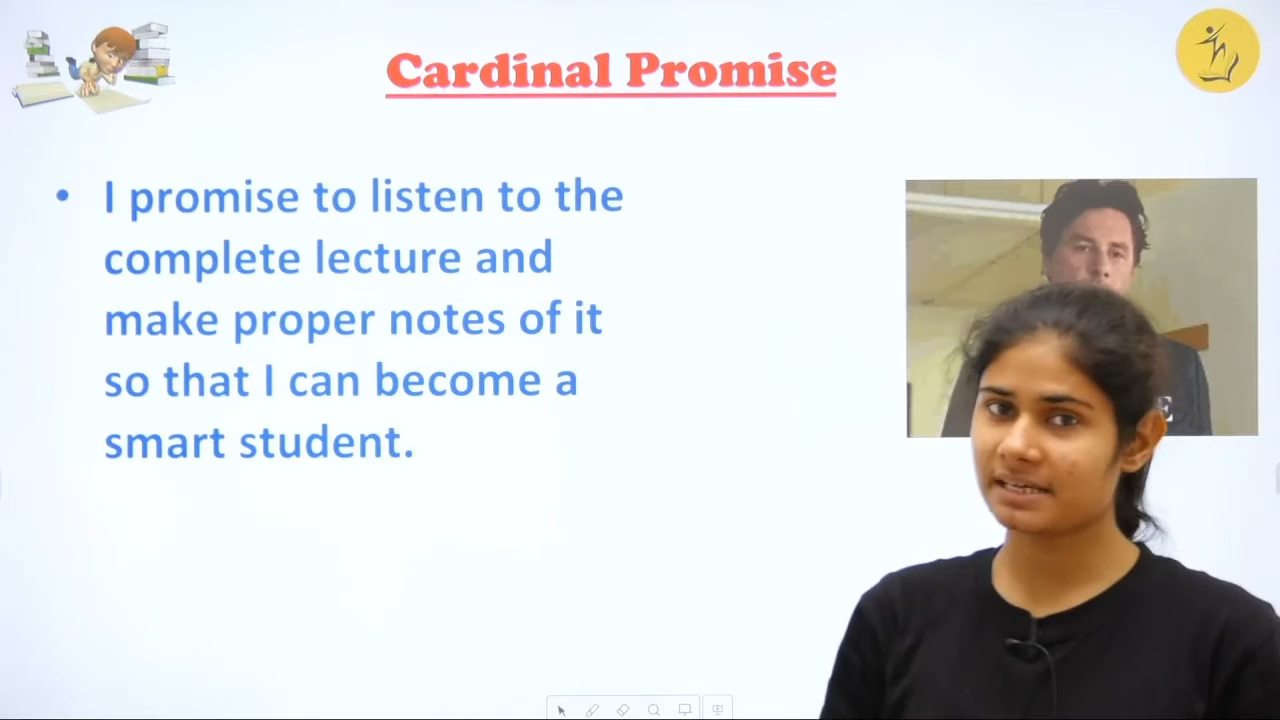 Cardinal Promise
• I promise to listen to the
complete lecture and
make proper notes of it
so that I can become a
smart student.